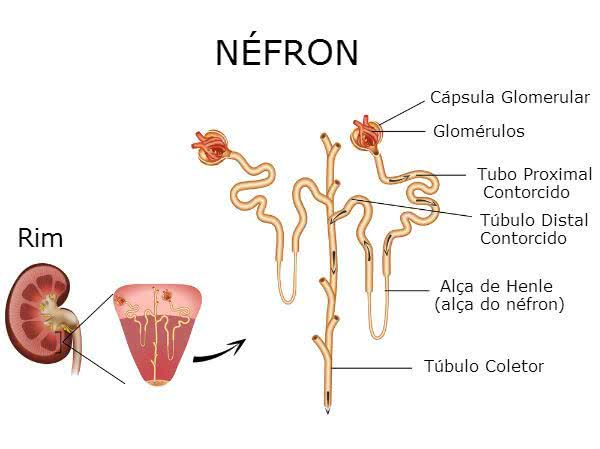 NÉFRON
Cápsula Glomerular
Glomérulos
Tubo Proximal
Contorcido
Túbulo Distal
Contorcido
Rim
Alça de Henle
(alça do néfron)
Túbulo Coletor